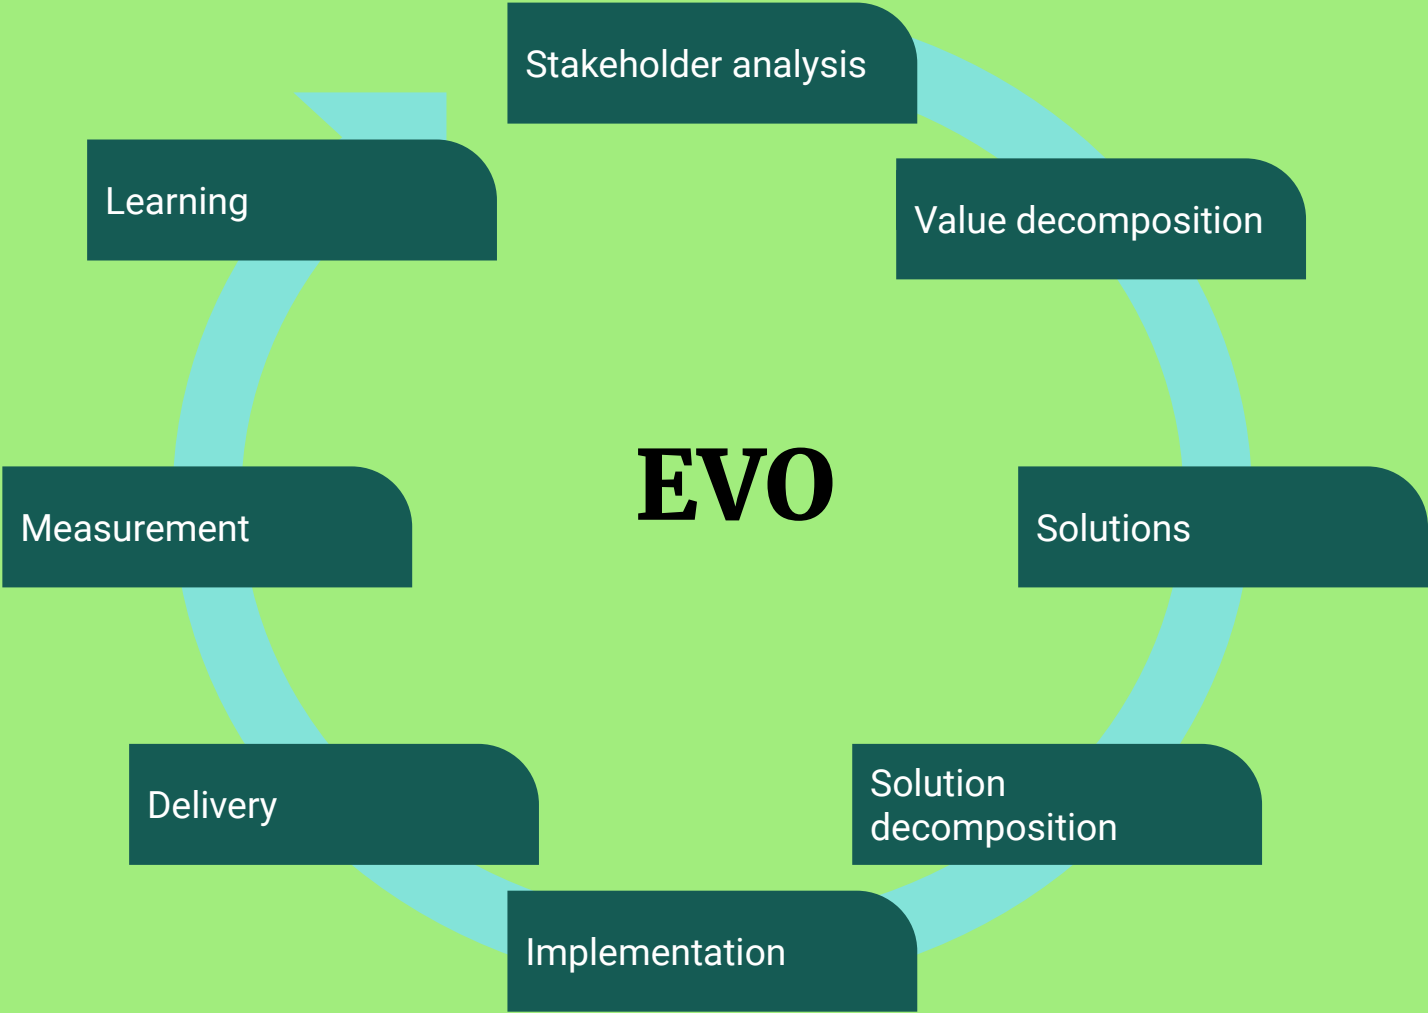 Stakeholder analysis
Value decomposition
Solutions
Solution
decomposition
Implementation
Delivery
Measurement
Learning
EVO